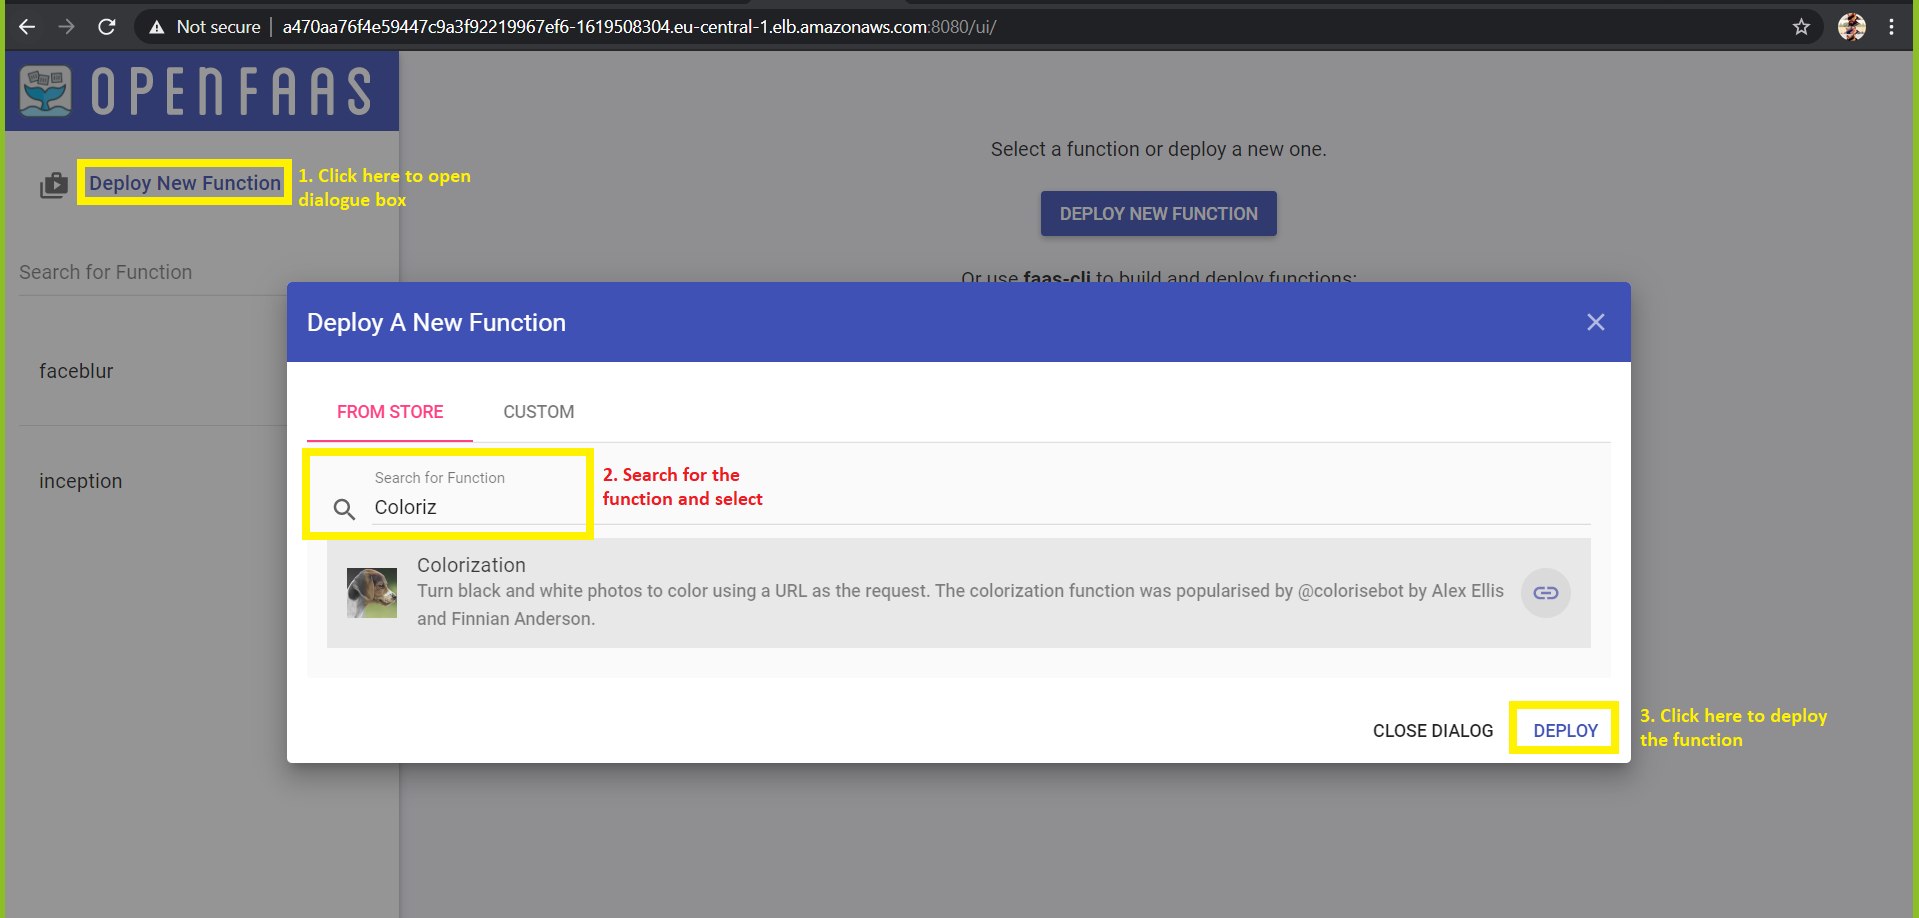 Not secure
a470aa76f4e59447c9a3f92219967ef6-1619508304.eu-central-1.elb.amazonaws.com:8080/ui/
OPENFAAS
Deploy New Function
1. Click here to open
dialogue box
Search for Function
faceblur
inception
Select a function or deploy a new one.
DEPLOY NEW FUNCTION
Or use faas-cli to build and deploy functions:
Deploy A New Function
FROM STORE
CUSTOM
Search for Function
Coloriz
2. Search for the
function and select
Colorization
Turn black and white photos to color using a URL as the request. The colorization function was popularised by @colorisebot by Alex Ellis
and Finnian Anderson.
CLOSE DIALOG
DEPLOY
3. Click here to deploy
the function